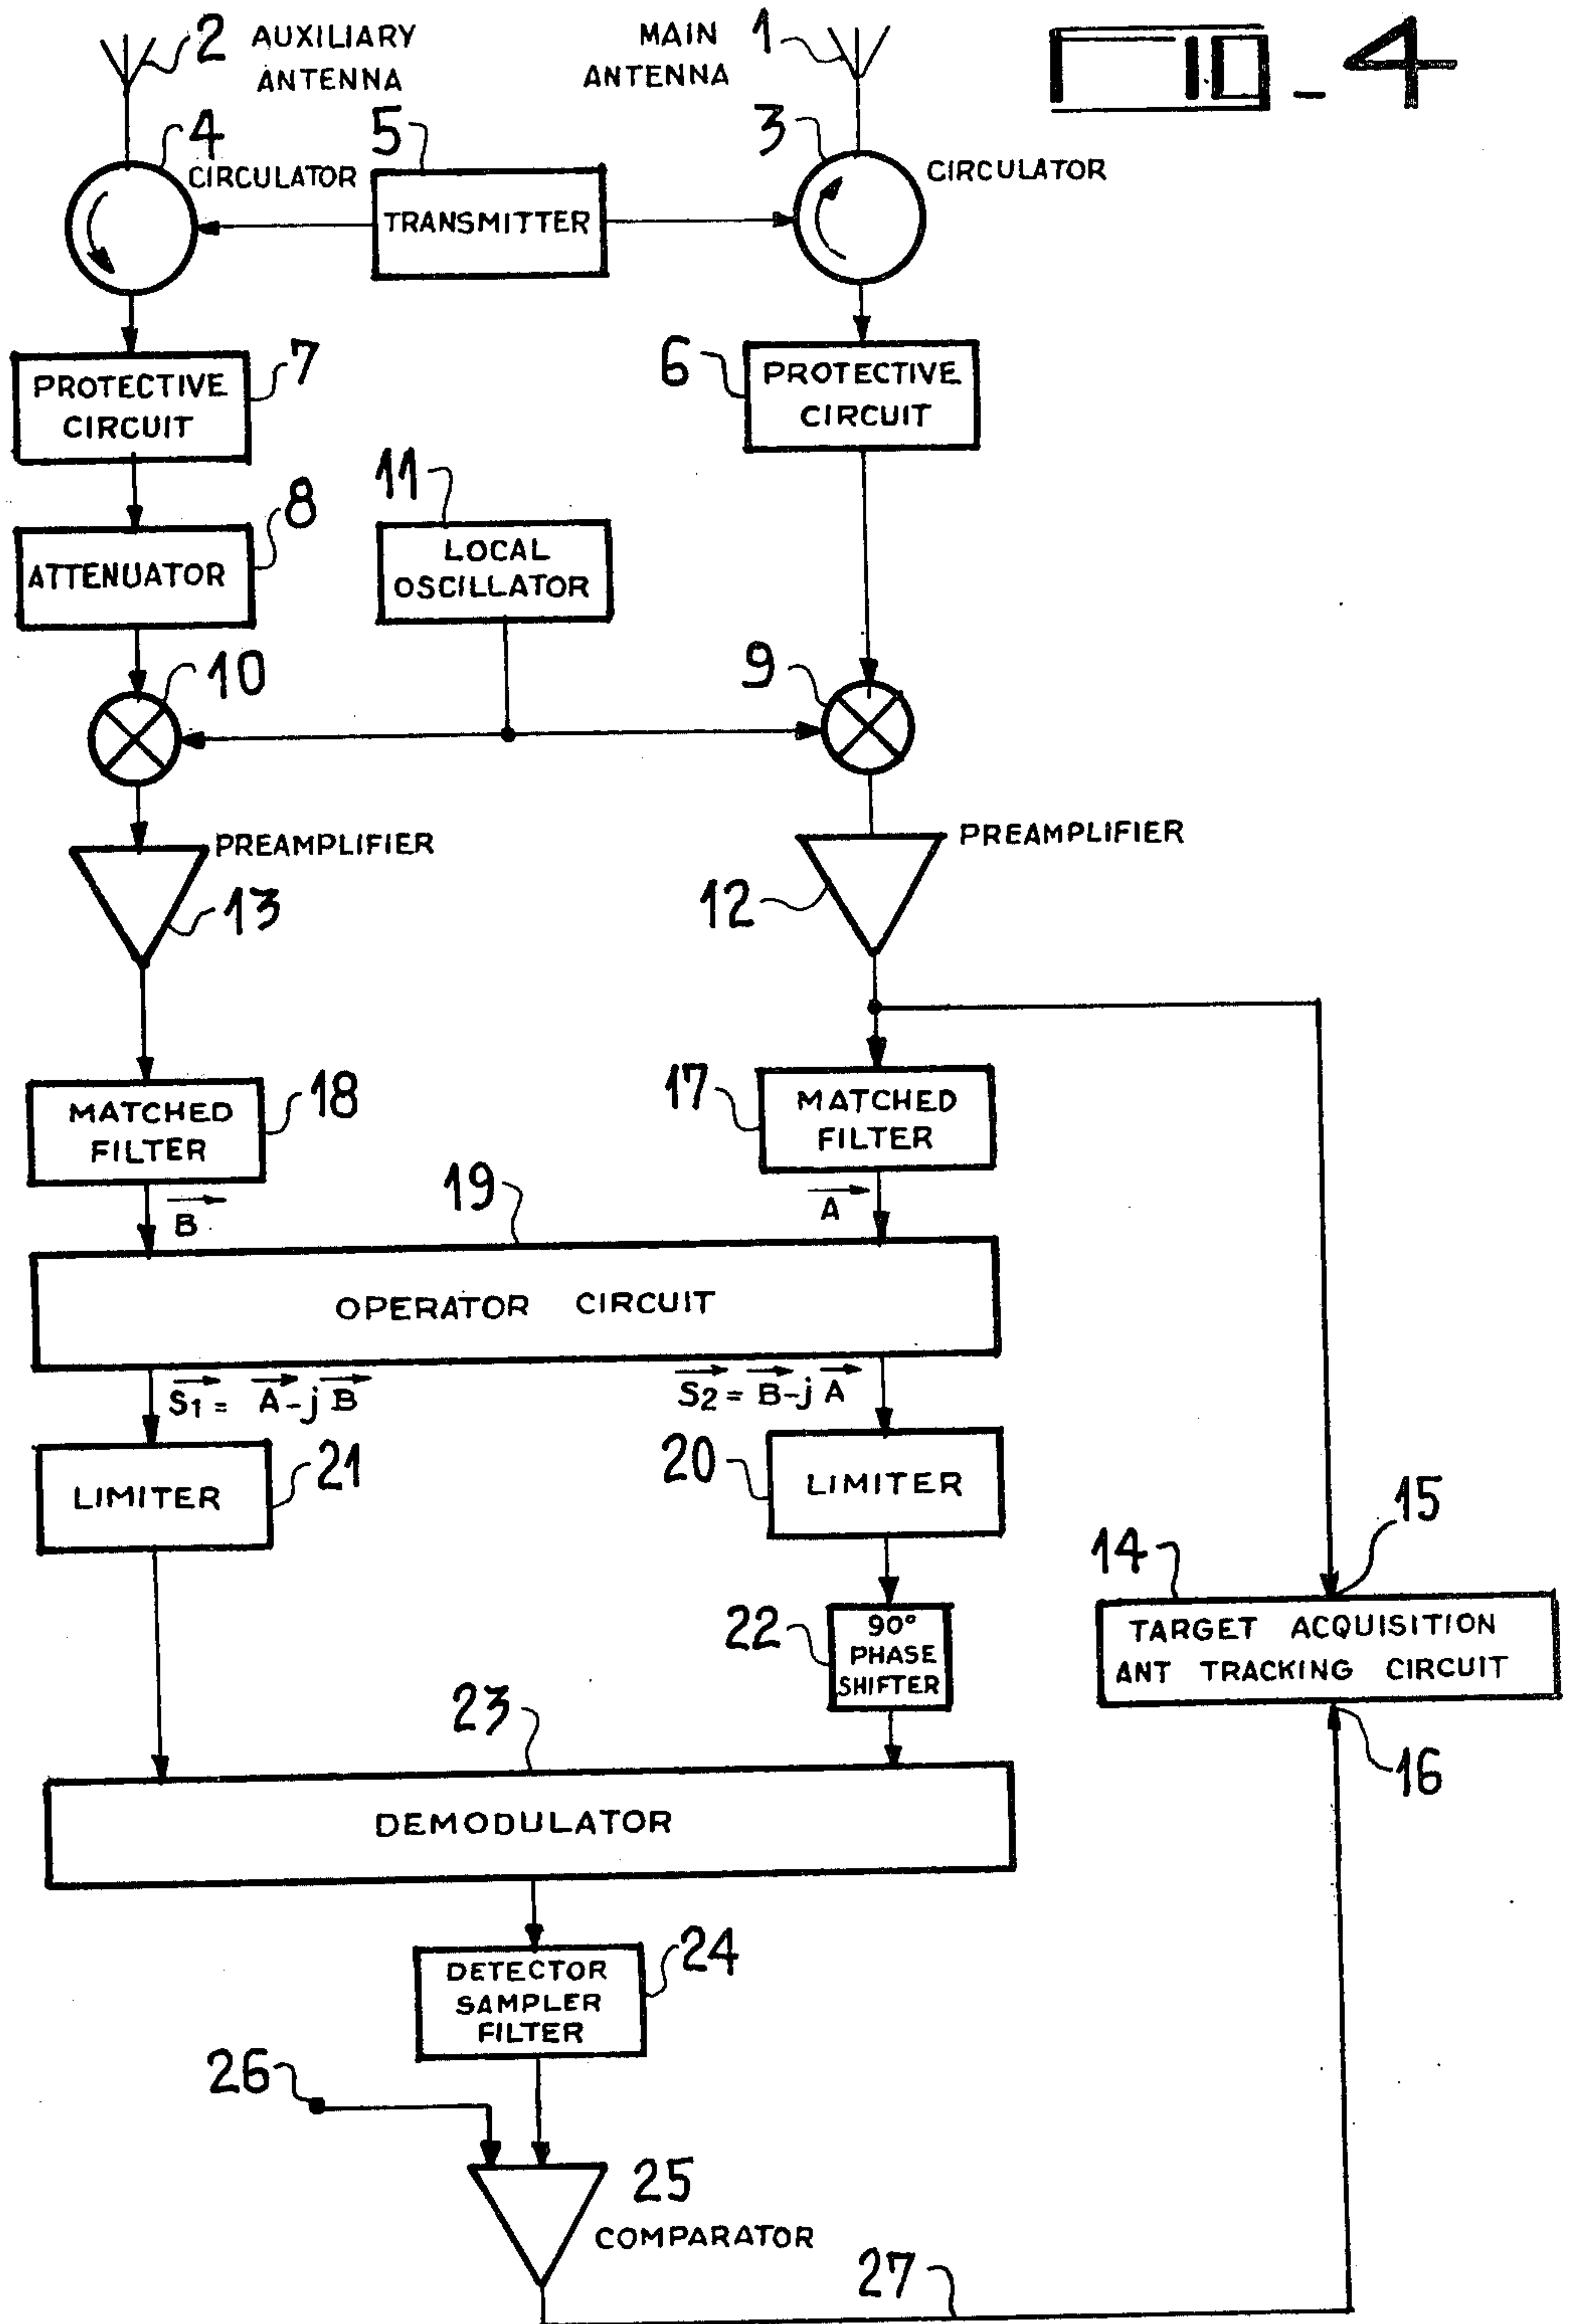 2 AUXILIARY ANTENNA
MAIN ANTENNA 1
FIG_4
4 CIRCULATOR
5
TRANSMITTER
3 CIRCULATOR
PROTECTIVE
CIRCUIT
7
6
PROTECTIVE
CIRCUIT
8
ATTENUATOR
11
LOCAL
OSCILLATOR
10
9
PREAMPLIFIER
13
PREAMPLIFIER
12
MATCHED
FILTER
18
17
MATCHED
FILTER
B
19
A
OPERATOR CIRCUIT
S1 = A-jB
S2 = B-jA
LIMITER
21
20
LIMITER
22
90°
PHASE
SHIFTER
14
15
TARGET ACQUISITION
ANT TRACKING CIRCUIT
16
23
DEMODULATOR
DETECTOR
SAMPLER
FILTER
24
26
25
COMPARATOR
27